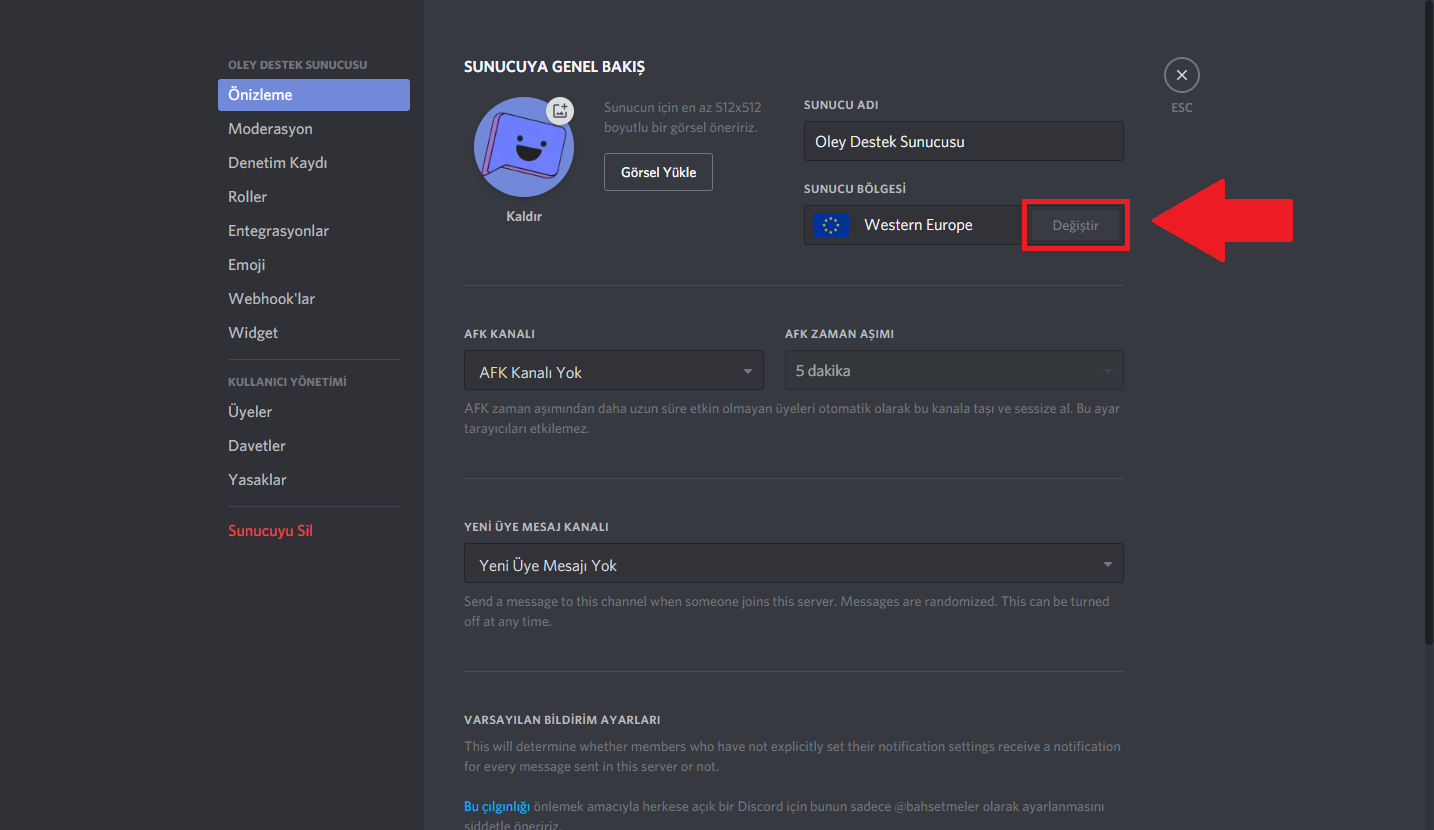 OLEY DESTEK SUNUCUSU
Önizleme
Moderasyon
Denetim Kaydı
Roller
Entegrasyonlar
Emoji
Webhook'lar
Widget
KULLANICI YÖNETİMİ
Üyeler
Davetler
Yasaklar
Sunucuyu Sil
SUNUCUYA GENEL BAKIŞ
Sunucun için en az 512x512
boyutlu bir görsel öneririz.
Görsel Yükle
Kaldır
SUNUCU ADI
Oley Destek Sunucusu
SUNUCU BÖLGESİ
Western Europe
Değiştir
ESC
AFK KANALI
AFK Kanalı Yok
AFK ZAMAN AŞIMI
5 dakika
AFK zaman aşımından daha uzun süre etkin olmayan üyeleri otomatik olarak bu kanala taşı ve sessize al. Bu ayar
tarayıcıları etkilemez.
YENİ ÜYE MESAJ KANALI
Yeni Üye Mesajı Yok
Send a message to this channel when someone joins this server. Messages are randomized. This can be turned
off at any time.
VARSAYILAN BİLDİRİM AYARLARI
This will determine whether members who have not explicitly set their notification settings receive a notification
for every message sent in this server or not.
Bu çılgınlığı önlemek amacıyla herkese açık bir Discord için bunun sadece @bahsetmeler olarak ayarlanmasını
şiddetle öneririz.